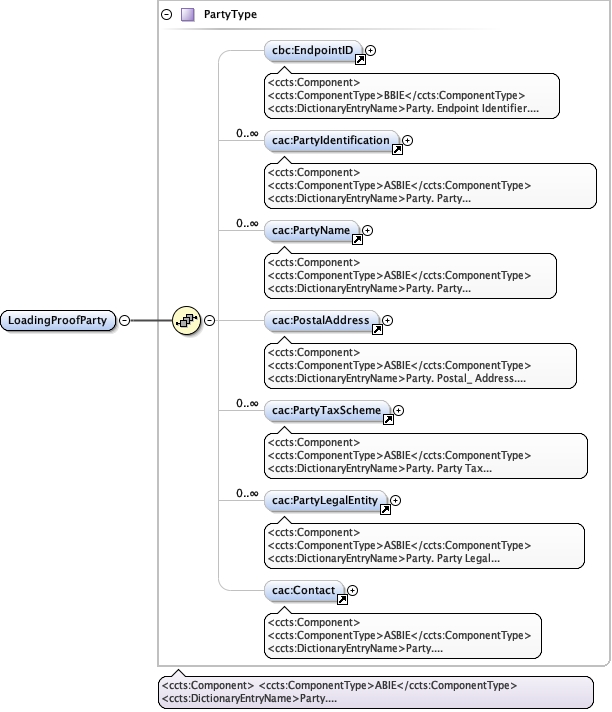 PartyType
cbc:EndpointID
<ccts:Component>
<ccts:ComponentType>BBIE</ccts:ComponentType>
<ccts:DictionaryEntryName>Party. Endpoint Identifier....
0..∞
cac:PartyIdentification
<ccts:Component>
<ccts:ComponentType>ASBIE</ccts:ComponentType>
<ccts:DictionaryEntryName>Party. Party...
0..∞
cac:PartyName
<ccts:Component>
<ccts:ComponentType>ASBIE</ccts:ComponentType>
<ccts:DictionaryEntryName>Party. Party...
LoadingProofParty
cac:PostalAddress
<ccts:Component>
<ccts:ComponentType>ASBIE</ccts:ComponentType>
<ccts:DictionaryEntryName>Party. Postal_ Address....
0..∞
cac:PartyTaxScheme
<ccts:Component>
<ccts:ComponentType>ASBIE</ccts:ComponentType>
<ccts:DictionaryEntryName>Party. Party Tax...
0..∞
cac:PartyLegalEntity
<ccts:Component>
<ccts:ComponentType>ASBIE</ccts:ComponentType>
<ccts:DictionaryEntryName>Party. Party Legal...
cac:Contact
<ccts:Component>
<ccts:ComponentType>ASBIE</ccts:ComponentType>
<ccts:DictionaryEntryName>Party....
<ccts:Component> <ccts:ComponentType>ABIE</ccts:ComponentType>
<ccts:DictionaryEntryName>Party....